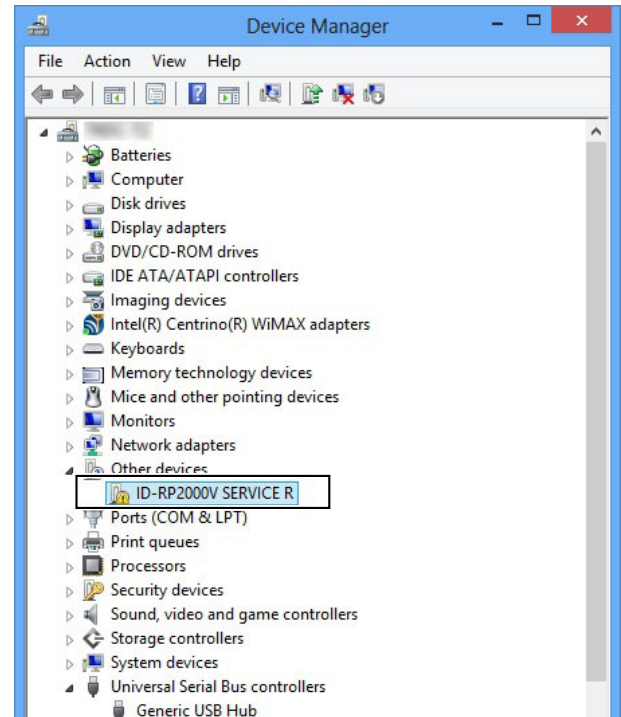 Device Manager
File Action View Help
Batteries
Computer
Disk drives
Display adapters
DVD/CD-ROM drives
IDE ATA/ATAPI controllers
Imaging devices
Intel(R) Centrino(R) WiMAX adapters
Keyboards
Memory technology devices
Mice and other pointing devices
Monitors
Network adapters
Other devices
ID-RP2000V SERVICE R
Ports (COM & LPT)
Print queues
Processors
Security devices
Sound, video and game controllers
Storage controllers
System devices
Universal Serial Bus controllers
Generic USB Hub